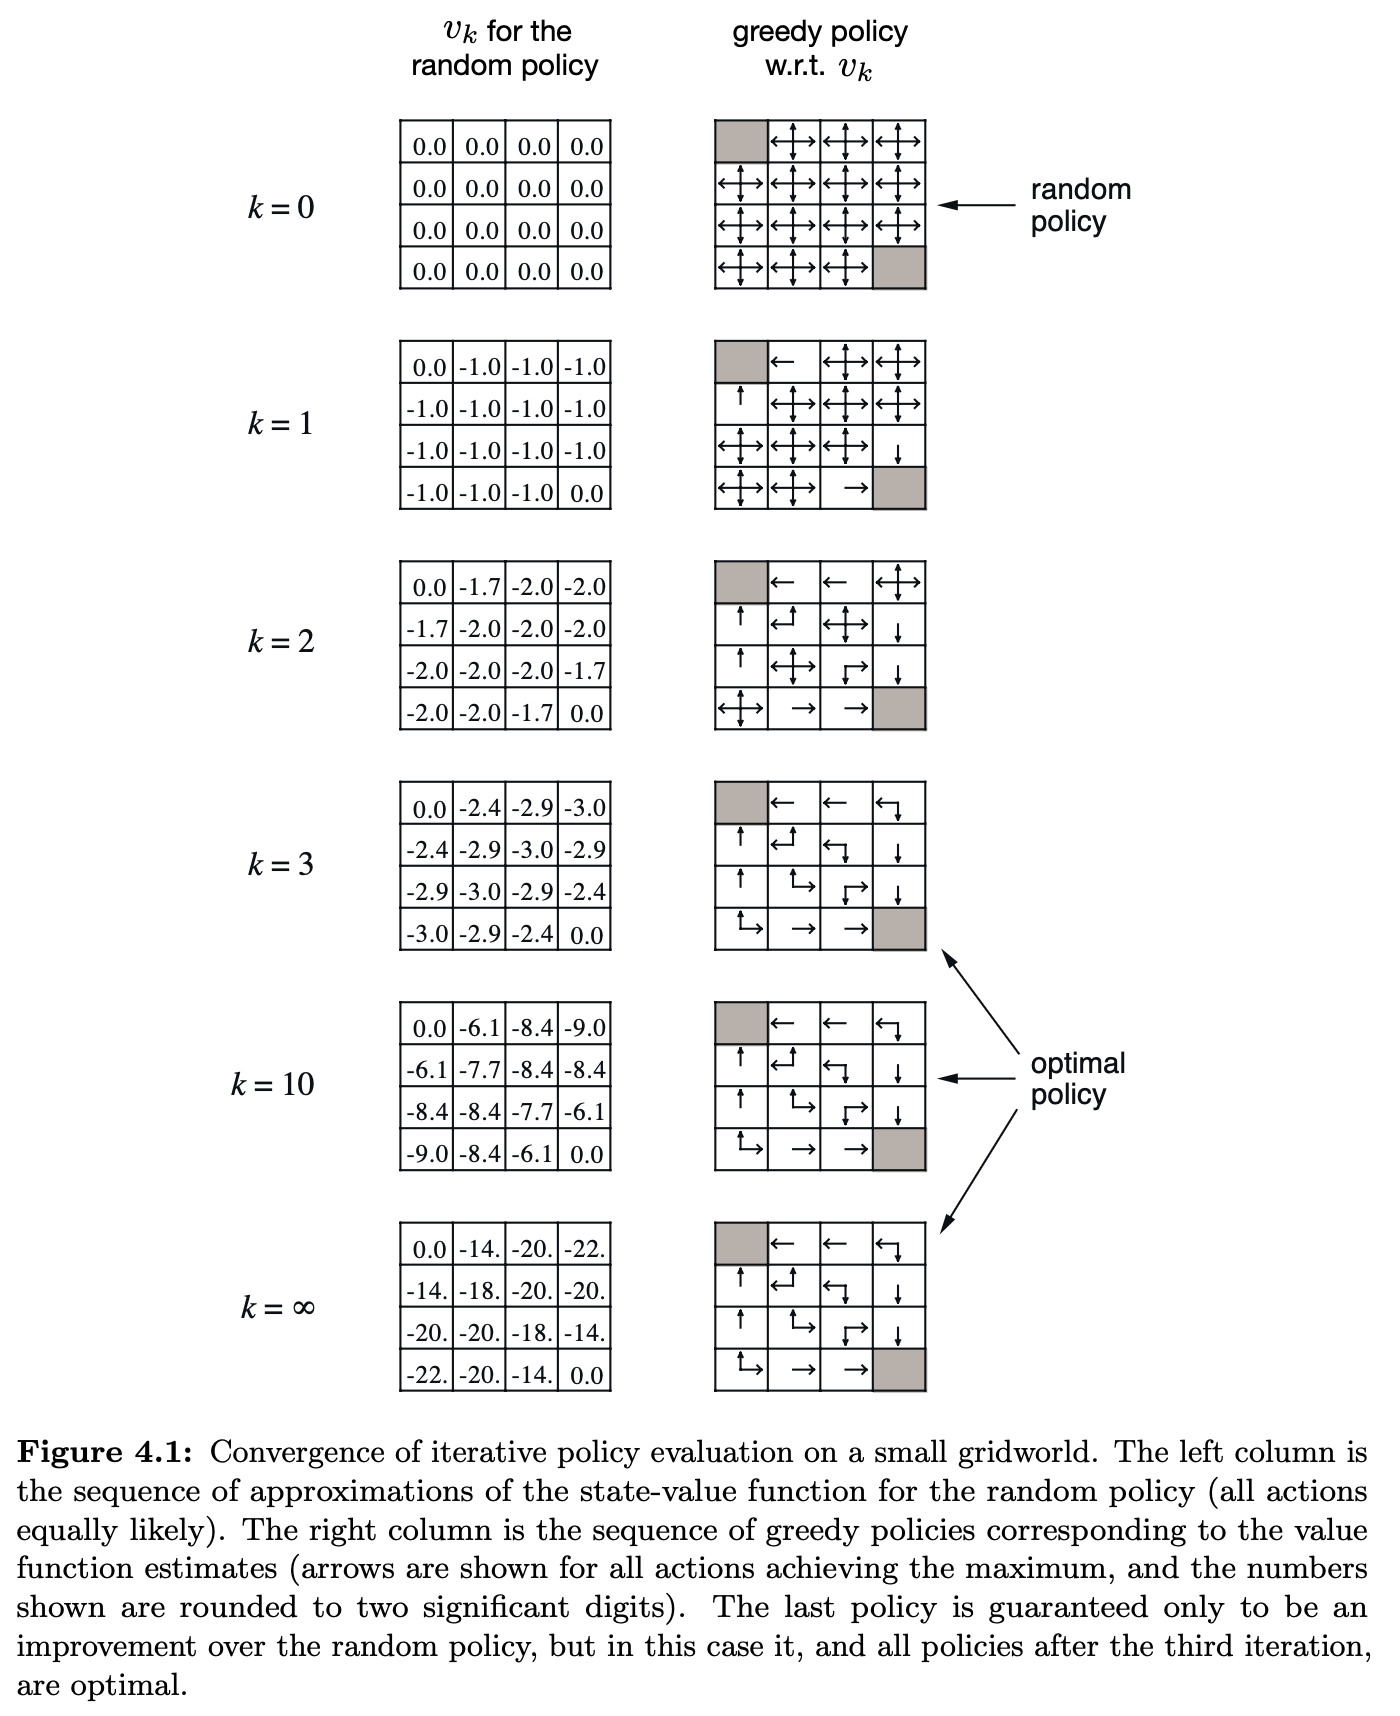 v_k for the
random policy
greedy policy
w.r.t. v_k
k = 0
0.0 0.0 0.0 0.0
0.0 0.0 0.0 0.0
0.0 0.0 0.0 0.0
0.0 0.0 0.0 0.0
random
policy
k = 1
0.0 -1.0 -1.0 -1.0
-1.0 -1.0 -1.0 -1.0
-1.0 -1.0 -1.0 -1.0
-1.0 -1.0 -1.0 0.0
k = 2
0.0 -1.7 -2.0 -2.0
-1.7 -2.0 -2.0 -2.0
-2.0 -2.0 -2.0 -1.7
-2.0 -2.0 -1.7 0.0
k = 3
0.0 -2.4 -2.9 -3.0
-2.4 -2.9 -3.0 -2.9
-2.9 -3.0 -2.9 -2.4
-3.0 -2.9 -2.4 0.0
k = 10
0.0 -6.1 -8.4 -9.0
-6.1 -7.7 -8.4 -8.4
-8.4 -8.4 -7.7 -6.1
-9.0 -8.4 -6.1 0.0
optimal
policy
k = ∞
0.0 -14. -20. -22.
-14. -18. -20. -20.
-20. -20. -18. -14.
-22. -20. -14. 0.0
Figure 4.1: Convergence of iterative policy evaluation on a small gridworld. The left column is
the sequence of approximations of the state-value function for the random policy (all actions
equally likely). The right column is the sequence of greedy policies corresponding to the value
function estimates (arrows are shown for all actions achieving the maximum, and the numbers
shown are rounded to two significant digits). The last policy is guaranteed only to be an
improvement over the random policy, but in this case it, and all policies after the third iteration,
are optimal.